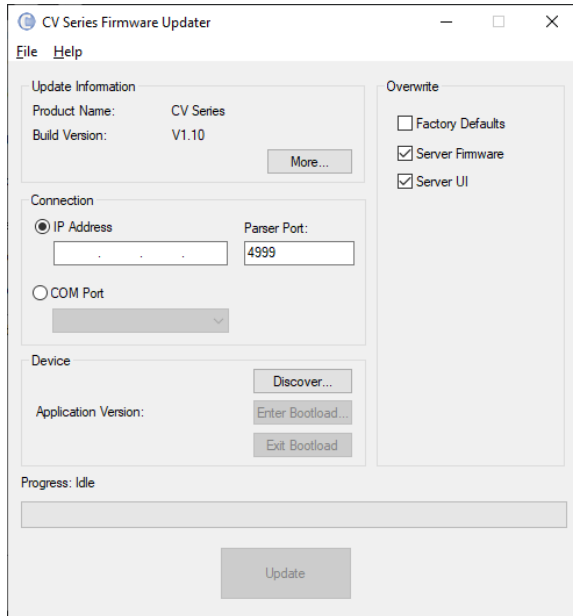 CV Series Firmware Updater
File Help
Update Information
Product Name: CV Series
Build Version: V1.10
More...
Connection
IP Address
Parser Port:
. . .
4999
COM Port
Device
Discover...
Application Version:
Enter Bootload...
Exit Bootload
Overwrite
Factory Defaults
Server Firmware
Server UI
Progress: Idle
Update